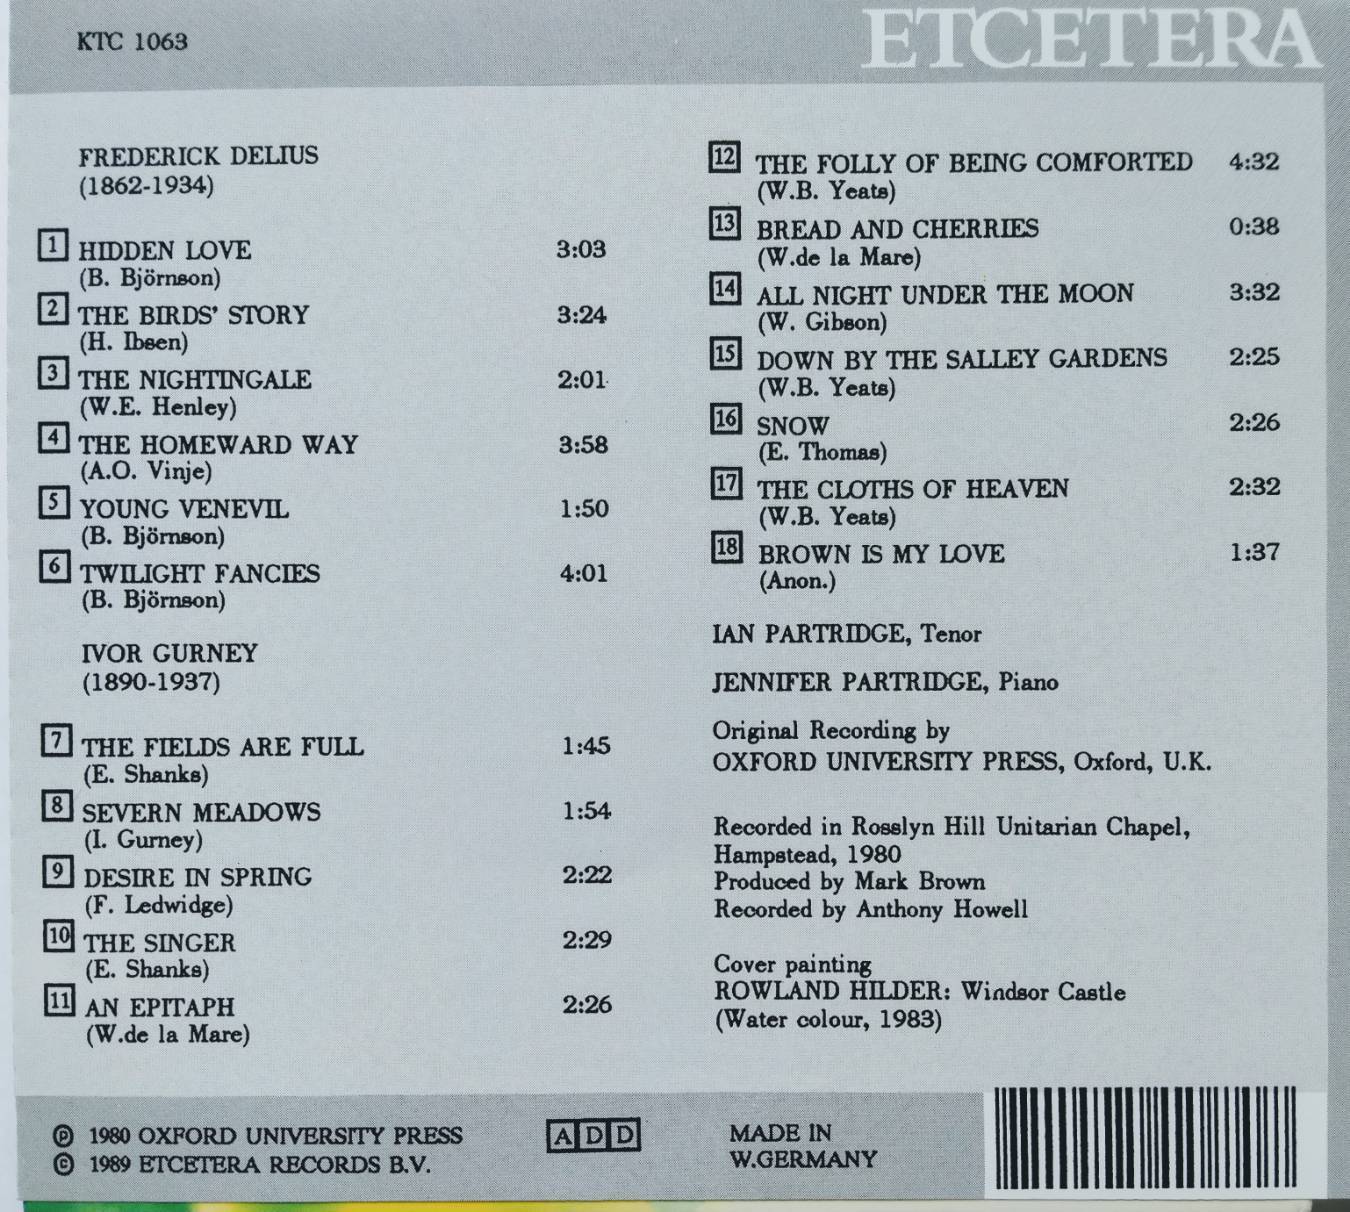 KTC 1063
ETCETERA
FREDERICK DELIUS
(1862-1934)
1 HIDDEN LOVE 3:03
(B. Björnson)
2 THE BIRDS' STORY 3:24
(H. Ibsen)
3 THE NIGHTINGALE 2:01
(W.E. Henley)
4 THE HOMEWARD WAY 3:58
(A.O. Vinje)
5 YOUNG VENEVIL 1:50
(B. Björnson)
6 TWILIGHT FANCIES 4:01
(B. Björnson)
IVOR GURNEY
(1890-1937)
7 THE FIELDS ARE FULL 1:45
(E. Shanks)
8 SEVERN MEADOWS 1:54
(I. Gurney)
9 DESIRE IN SPRING 2:22
(F. Ledwidge)
10 THE SINGER 2:29
(E. Shanks)
11 AN EPITAPH 2:26
(W.de la Mare)
12 THE FOLLY OF BEING COMFORTED 4:32
(W.B. Yeats)
13 BREAD AND CHERRIES 0:38
(W.de la Mare)
14 ALL NIGHT UNDER THE MOON 3:32
(W. Gibson)
15 DOWN BY THE SALLEY GARDENS 2:25
(W.B. Yeats)
16 SNOW 2:26
(E. Thomas)
17 THE CLOTHS OF HEAVEN 2:32
(W.B. Yeats)
18 BROWN IS MY LOVE 1:37
(Anon.)
IAN PARTRIDGE, Tenor
JENNIFER PARTRIDGE, Piano
Original Recording by
OXFORD UNIVERSITY PRESS, Oxford, U.K.
Recorded in Rosslyn Hill Unitarian Chapel,
Hampstead, 1980
Produced by Mark Brown
Recorded by Anthony Howell
Cover painting
ROWLAND HILDER: Windsor Castle
(Water colour, 1983)
℗ 1980 OXFORD UNIVERSITY PRESS
© 1989 ETCETERA RECORDS B.V.
ADD
MADE IN
W.GERMANY